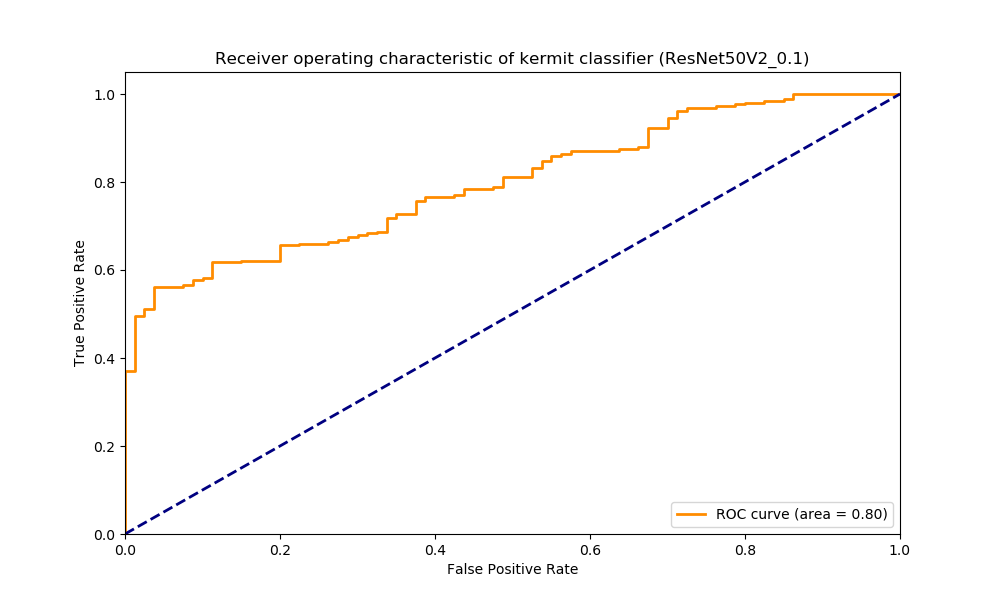 Receiver operating characteristic of kermit classifier (ResNet50V2_0.1)
1.0
0.8
0.6
0.4
0.2
0.0
True Positive Rate
ROC curve (area = 0.80)
0.0 0.2 0.4 0.6 0.8 1.0
False Positive Rate